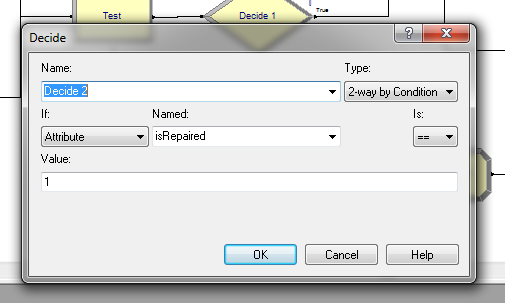 Test
Decide 1
True
Decide
?
Name:
Type:
Decide 2
2-way by Condition
If:
Named:
Is:
Attribute
isRepaired
==
Value:
1
OK
Cancel
Help